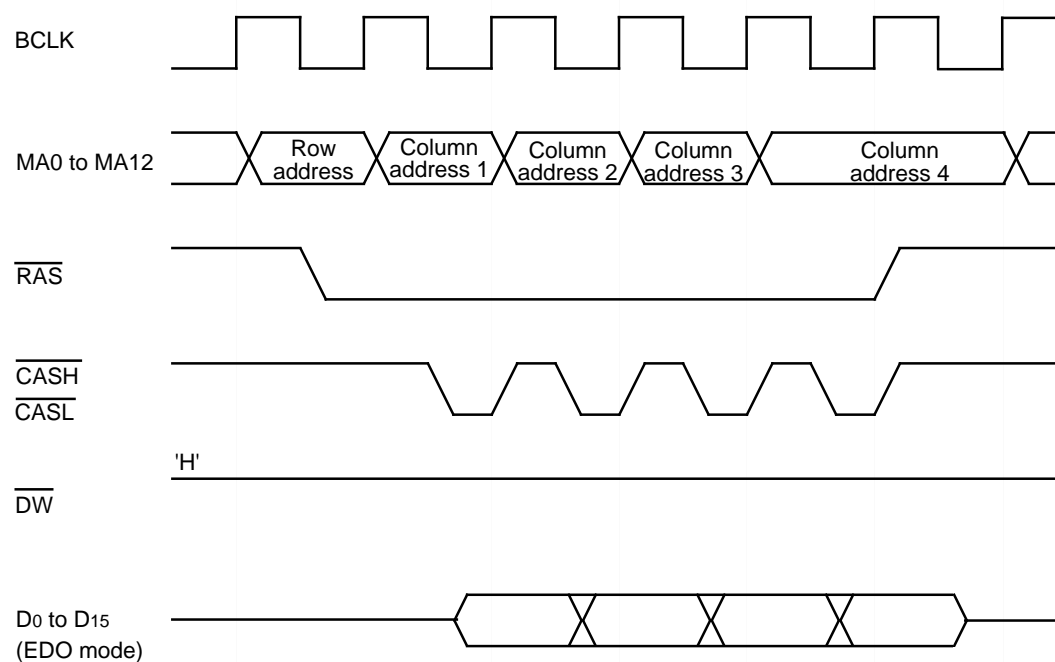 BCLK
MA0 to MA12
Row
address
Column
address 1
Column
address 2
Column
address 3
Column
address 4
RAS
CASH
CASL
'H'
DW
D0 to D15
(EDO mode)